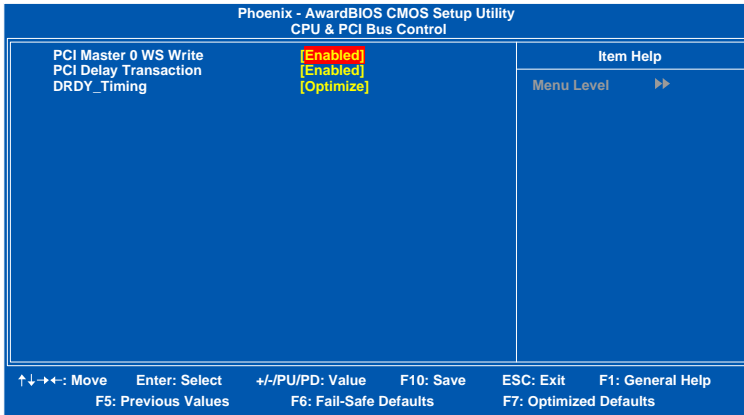 Phoenix - AwardBIOS CMOS Setup Utility
CPU & PCI Bus Control
PCI Master 0 WS Write [Enabled]
PCI Delay Transaction [Enabled]
DRDY_Timing [Optimize]
Item Help
Menu Level ▸▸
↑↓→←: Move Enter: Select +/-/PU/PD: Value F10: Save ESC: Exit F1: General Help
F5: Previous Values F6: Fail-Safe Defaults F7: Optimized Defaults